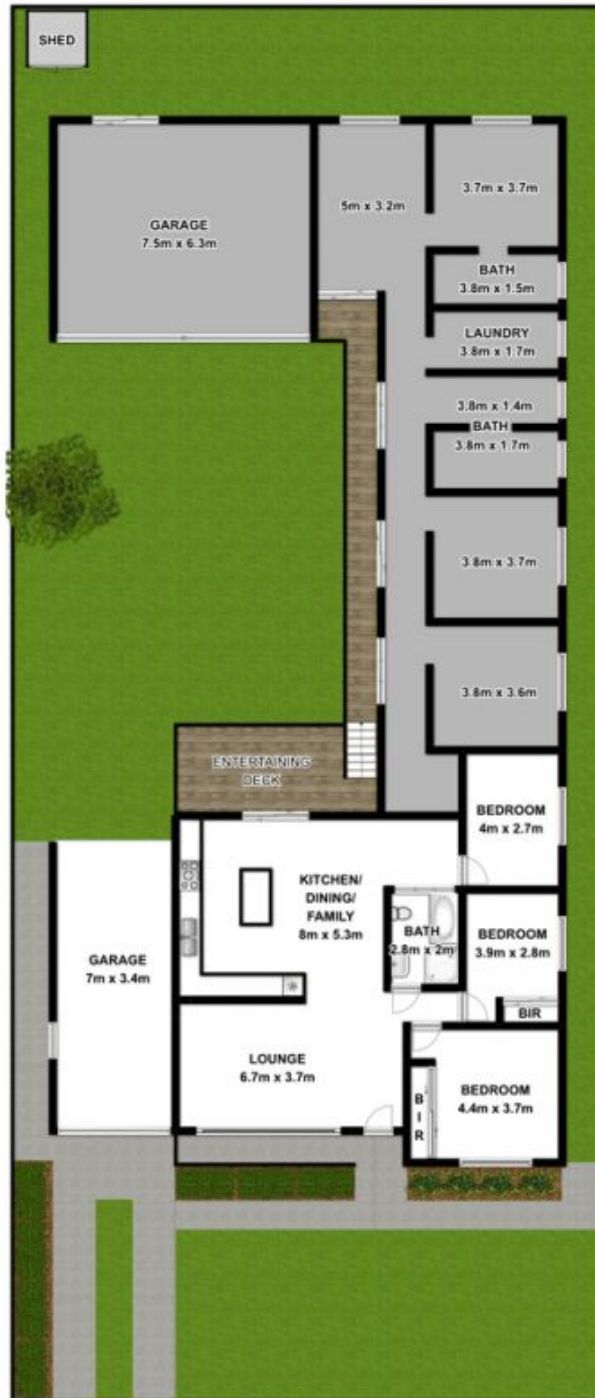 SHED
GARAGE
7.5m x 6.3m
5m x 3.2m
3.7m x 3.7m
BATH
3.8m x 1.5m
LAUNDRY
3.8m x 1.7m
3.8m x 1.4m
BATH
3.8m x 1.7m
3.8m x 3.7m
3.8m x 3.6m
ENTERTAINING
DECK
BEDROOM
4m x 2.7m
KITCHEN/
DINING/
FAMILY
8m x 5.3m
BATH
2.8m x 2m
BEDROOM
3.9m x 2.8m
BIR
GARAGE
7m x 3.4m
LOUNGE
6.7m x 3.7m
BIR
BEDROOM
4.4m x 3.7m